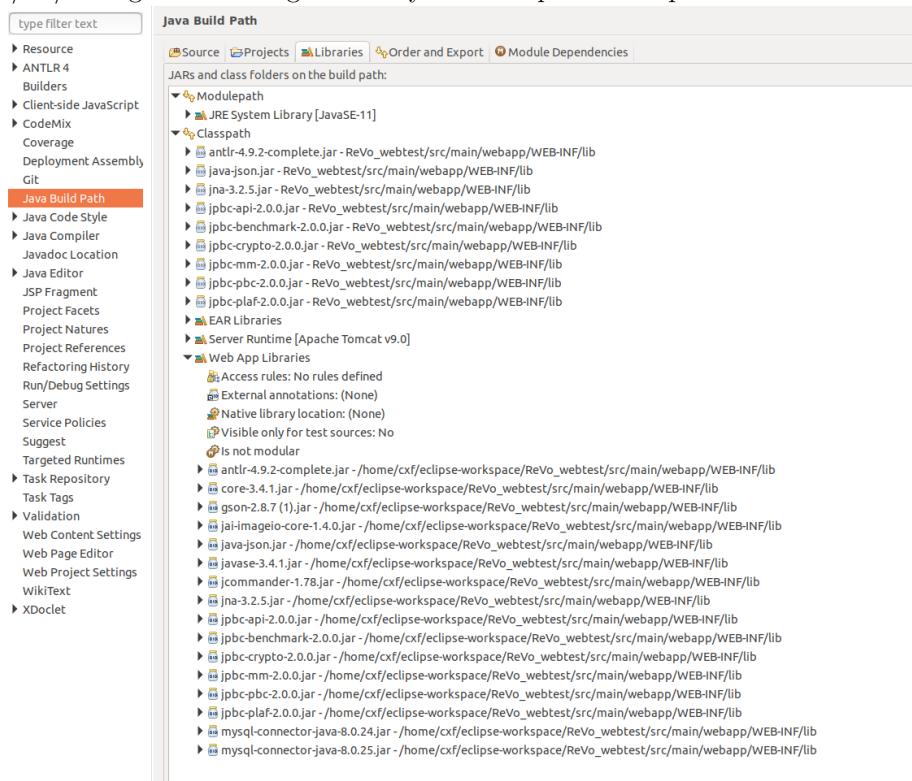 type filter text
Resource
ANTLR 4
Builders
Client-side JavaScript
CodeMix
Coverage
Deployment Assembly
Git
Java Build Path
Java Code Style
Java Compiler
Javadoc Location
Java Editor
JSP Fragment
Project Facets
Project Natures
Project References
Refactoring History
Run/Debug Settings
Server
Service Policies
Suggest
Targeted Runtimes
Task Repository
Task Tags
Validation
Web Content Settings
Web Page Editor
Web Project Settings
WikiText
XDoclet
Java Build Path
Source Projects Libraries Order and Export Module Dependencies
JARs and class folders on the build path:
Modulepath
JRE System Library [JavaSE-11]
Classpath
antlr-4.9.2-complete.jar - ReVo_webtest/src/main/webapp/WEB-INF/lib
java-json.jar - ReVo_webtest/src/main/webapp/WEB-INF/lib
jna-3.2.5.jar - ReVo_webtest/src/main/webapp/WEB-INF/lib
jpbc-api-2.0.0.jar - ReVo_webtest/src/main/webapp/WEB-INF/lib
jpbc-benchmark-2.0.0.jar - ReVo_webtest/src/main/webapp/WEB-INF/lib
jpbc-crypto-2.0.0.jar - ReVo_webtest/src/main/webapp/WEB-INF/lib
jpbc-mm-2.0.0.jar - ReVo_webtest/src/main/webapp/WEB-INF/lib
jpbc-pbc-2.0.0.jar - ReVo_webtest/src/main/webapp/WEB-INF/lib
jpbc-plaf-2.0.0.jar - ReVo_webtest/src/main/webapp/WEB-INF/lib
EAR Libraries
Server Runtime [Apache Tomcat v9.0]
Web App Libraries
Access rules: No rules defined
External annotations: (None)
Native library location: (None)
Visible only for test sources: No
Is not modular
antlr-4.9.2-complete.jar - /home/cxf/eclipse-workspace/ReVo_webtest/src/main/webapp/WEB-INF/lib
core-3.4.1.jar - /home/cxf/eclipse-workspace/ReVo_webtest/src/main/webapp/WEB-INF/lib
gson-2.8.7 (1).jar - /home/cxf/eclipse-workspace/ReVo_webtest/src/main/webapp/WEB-INF/lib
jai-imageio-core-1.4.0.jar - /home/cxf/eclipse-workspace/ReVo_webtest/src/main/webapp/WEB-INF/lib
java-json.jar - /home/cxf/eclipse-workspace/ReVo_webtest/src/main/webapp/WEB-INF/lib
javase-3.4.1.jar - /home/cxf/eclipse-workspace/ReVo_webtest/src/main/webapp/WEB-INF/lib
jcommander-1.78.jar - /home/cxf/eclipse-workspace/ReVo_webtest/src/main/webapp/WEB-INF/lib
jna-3.2.5.jar - /home/cxf/eclipse-workspace/ReVo_webtest/src/main/webapp/WEB-INF/lib
jpbc-api-2.0.0.jar - /home/cxf/eclipse-workspace/ReVo_webtest/src/main/webapp/WEB-INF/lib
jpbc-benchmark-2.0.0.jar - /home/cxf/eclipse-workspace/ReVo_webtest/src/main/webapp/WEB-INF/lib
jpbc-crypto-2.0.0.jar - /home/cxf/eclipse-workspace/ReVo_webtest/src/main/webapp/WEB-INF/lib
jpbc-mm-2.0.0.jar - /home/cxf/eclipse-workspace/ReVo_webtest/src/main/webapp/WEB-INF/lib
jpbc-pbc-2.0.0.jar - /home/cxf/eclipse-workspace/ReVo_webtest/src/main/webapp/WEB-INF/lib
jpbc-plaf-2.0.0.jar - /home/cxf/eclipse-workspace/ReVo_webtest/src/main/webapp/WEB-INF/lib
mysql-connector-java-8.0.24.jar - /home/cxf/eclipse-workspace/ReVo_webtest/src/main/webapp/WEB-INF/lib
mysql-connector-java-8.0.25.jar - /home/cxf/eclipse-workspace/ReVo_webtest/src/main/webapp/WEB-INF/lib